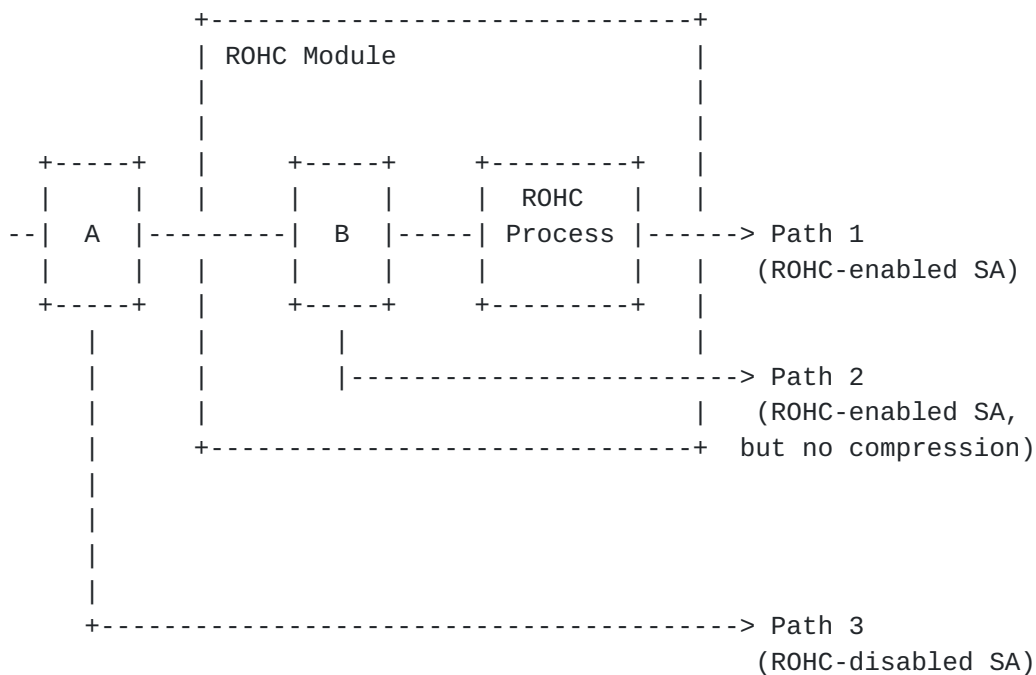 ROHC Module
ROHC
A B Process Path 1
(ROHC-enabled SA)
Path 2
(ROHC-enabled SA,
but no compression)
Path 3
(ROHC-disabled SA)